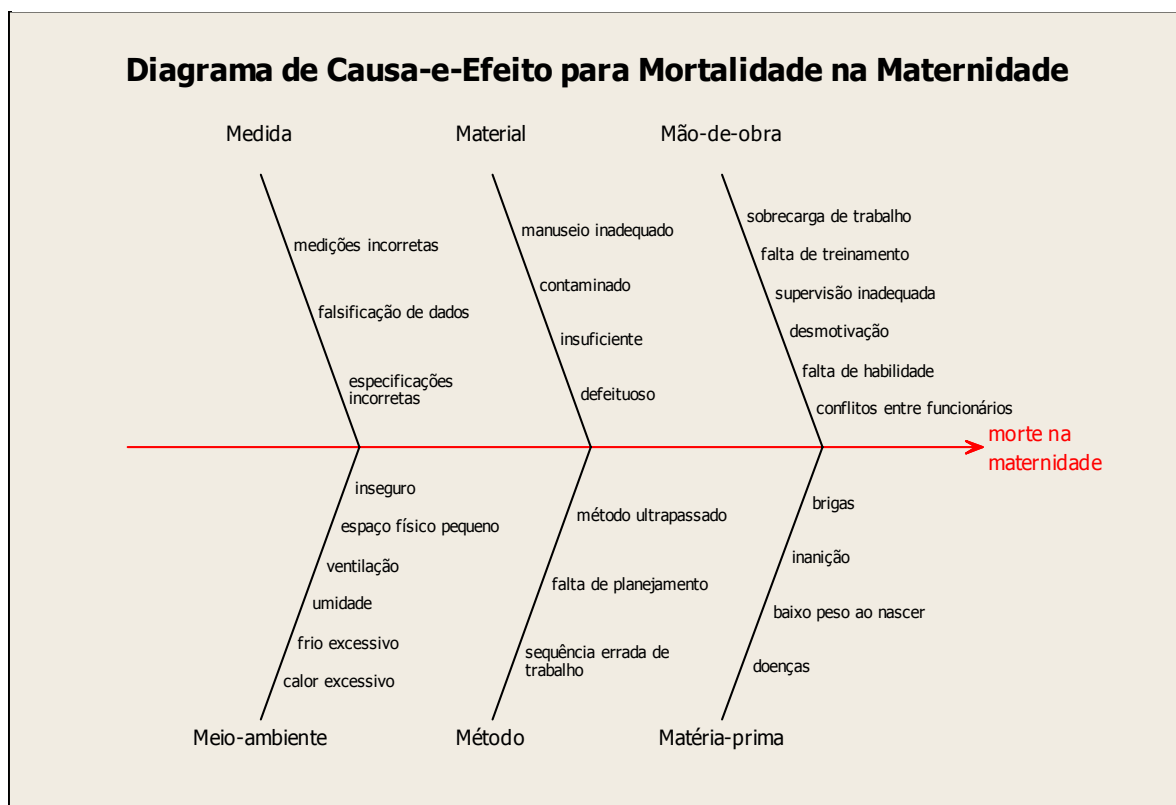 Diagrama de Causa-e-Efeito para Mortalidade na Maternidade
Medida
Material
Mão-de-obra
medições incorretas
falsificação de dados
especificações
incorretas
manuseio inadequado
contaminado
insuficiente
defeituoso
sobrecarga de trabalho
falta de treinamento
supervisão inadequada
desmotivação
falta de habilidade
conflitos entre funcionários
morte na
maternidade
inseguro
espaço físico pequeno
ventilação
umidade
frio excessivo
calor excessivo
método ultrapassado
falta de planejamento
sequência errada de
trabalho
brigas
inanição
baixo peso ao nascer
doenças
Meio-ambiente
Método
Matéria-prima